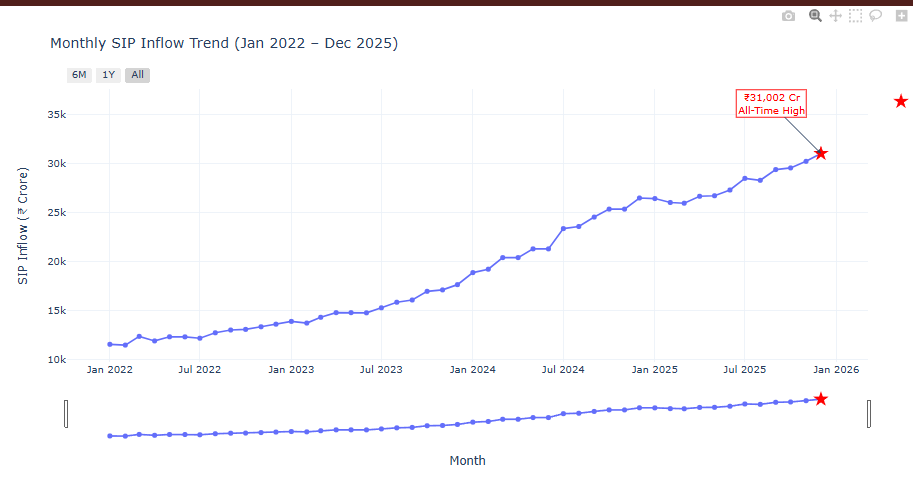 Monthly SIP Inflow Trend (Jan 2022 – Dec 2025)
6M 1Y All
₹31,002 Cr
All-Time High
SIP Inflow (₹ Crore)
35k
30k
25k
20k
15k
10k
Jan 2022 Jul 2022 Jan 2023 Jul 2023 Jan 2024 Jul 2024 Jan 2025 Jul 2025 Jan 2026
Month